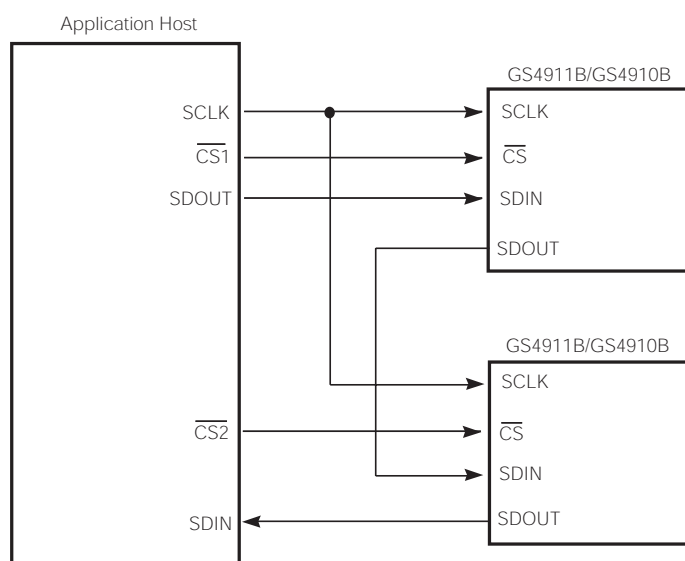 Application Host
GS4911B/GS4910B
SCLK
SCLK
CS1
CS
SDOUT
SDIN
SDOUT
GS4911B/GS4910B
SCLK
CS2
CS
SDIN
SDIN
SDOUT